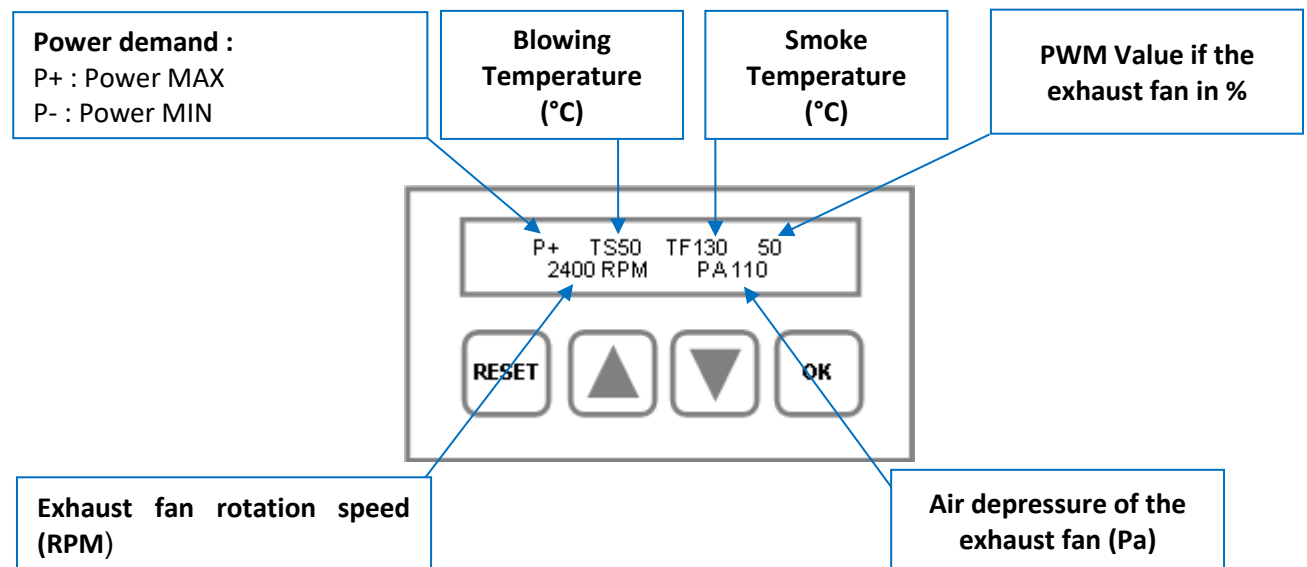 Power demand :
P+ : Power MAX
P- : Power MIN
Blowing
Temperature
(°C)
Smoke
Temperature
(°C)
PWM Value if the
exhaust fan in %
P+ TS50 TF130 50
2400 RPM PA110
RESET
OK
Exhaust fan rotation speed
(RPM)
Air depressure of the
exhaust fan (Pa)